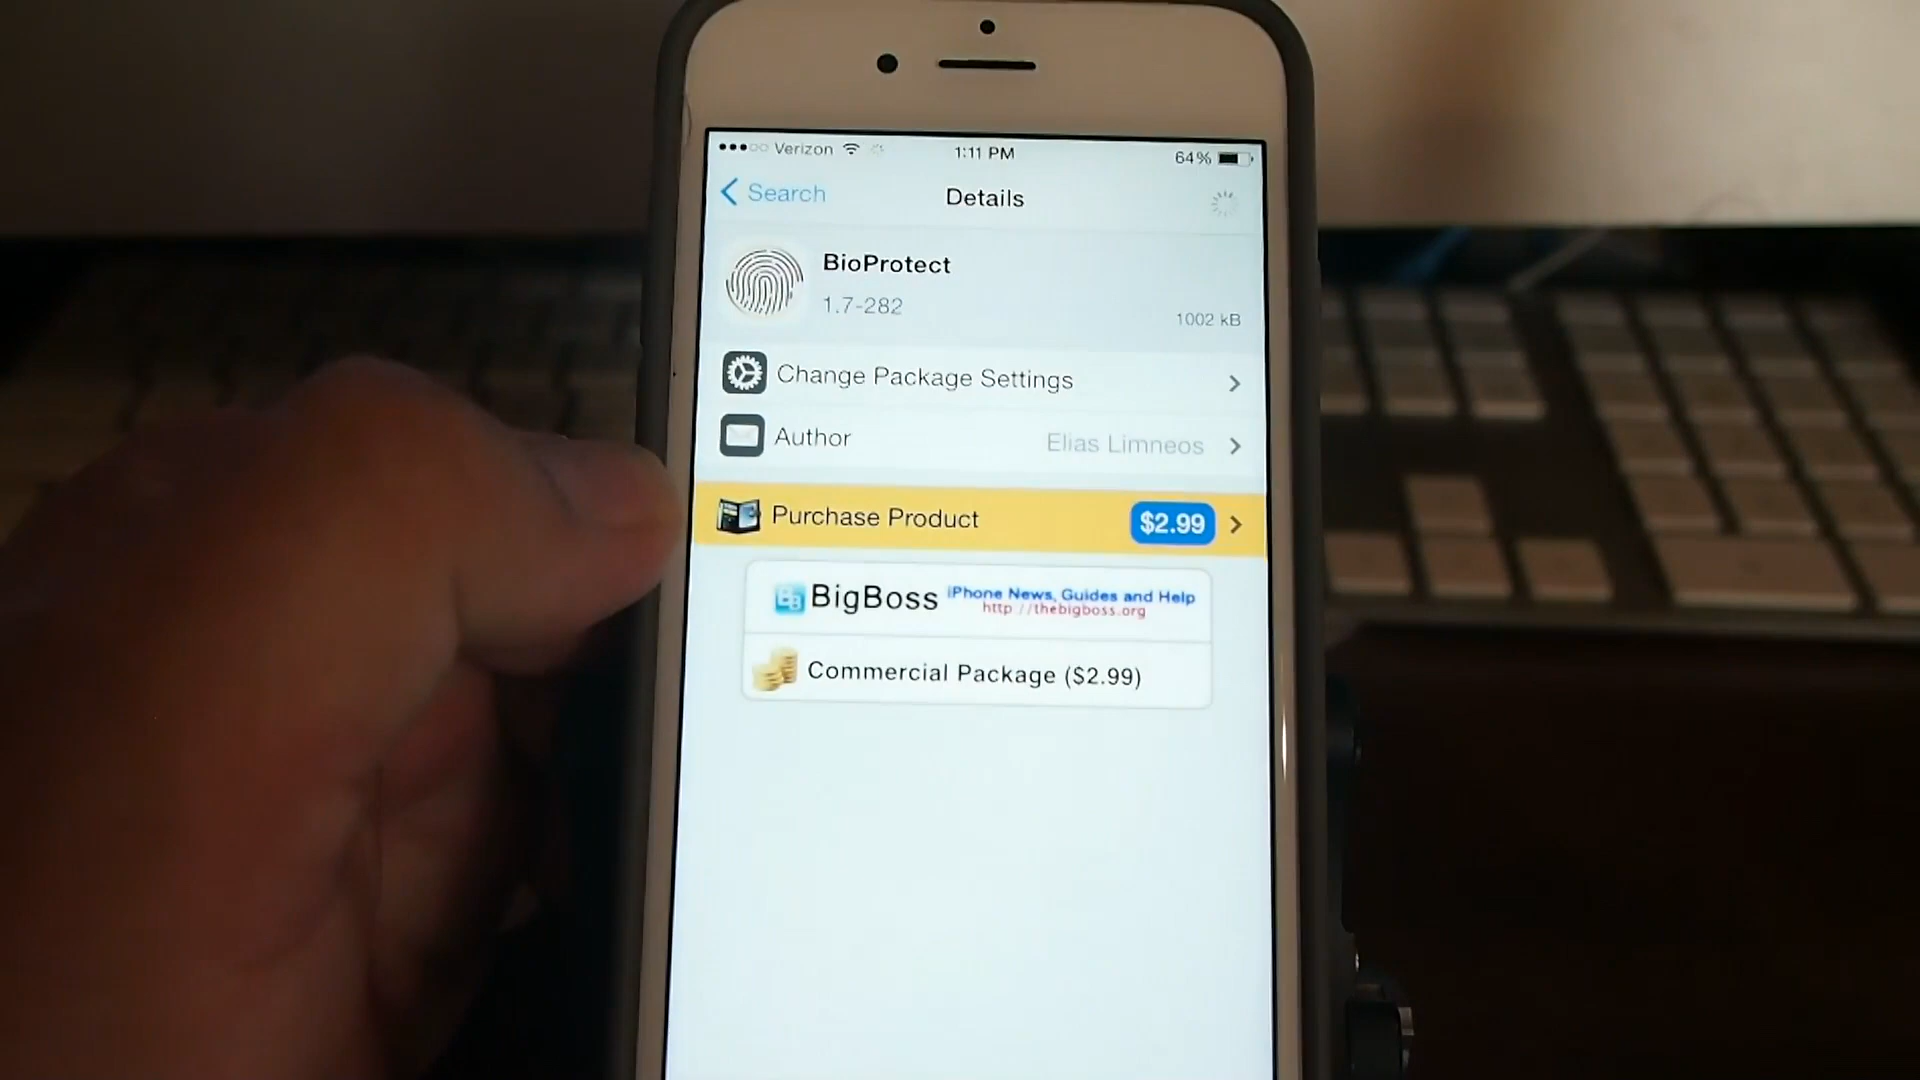 Verizon 1:11 PM 64%
Search Details
BioProtect
1.7-282
1002 kB
Change Package Settings
Author Elias Limneos
Purchase Product $2.99
BigBoss iPhone News, Guides and Help
http://thebigboss.org
Commercial Package ($2.99)